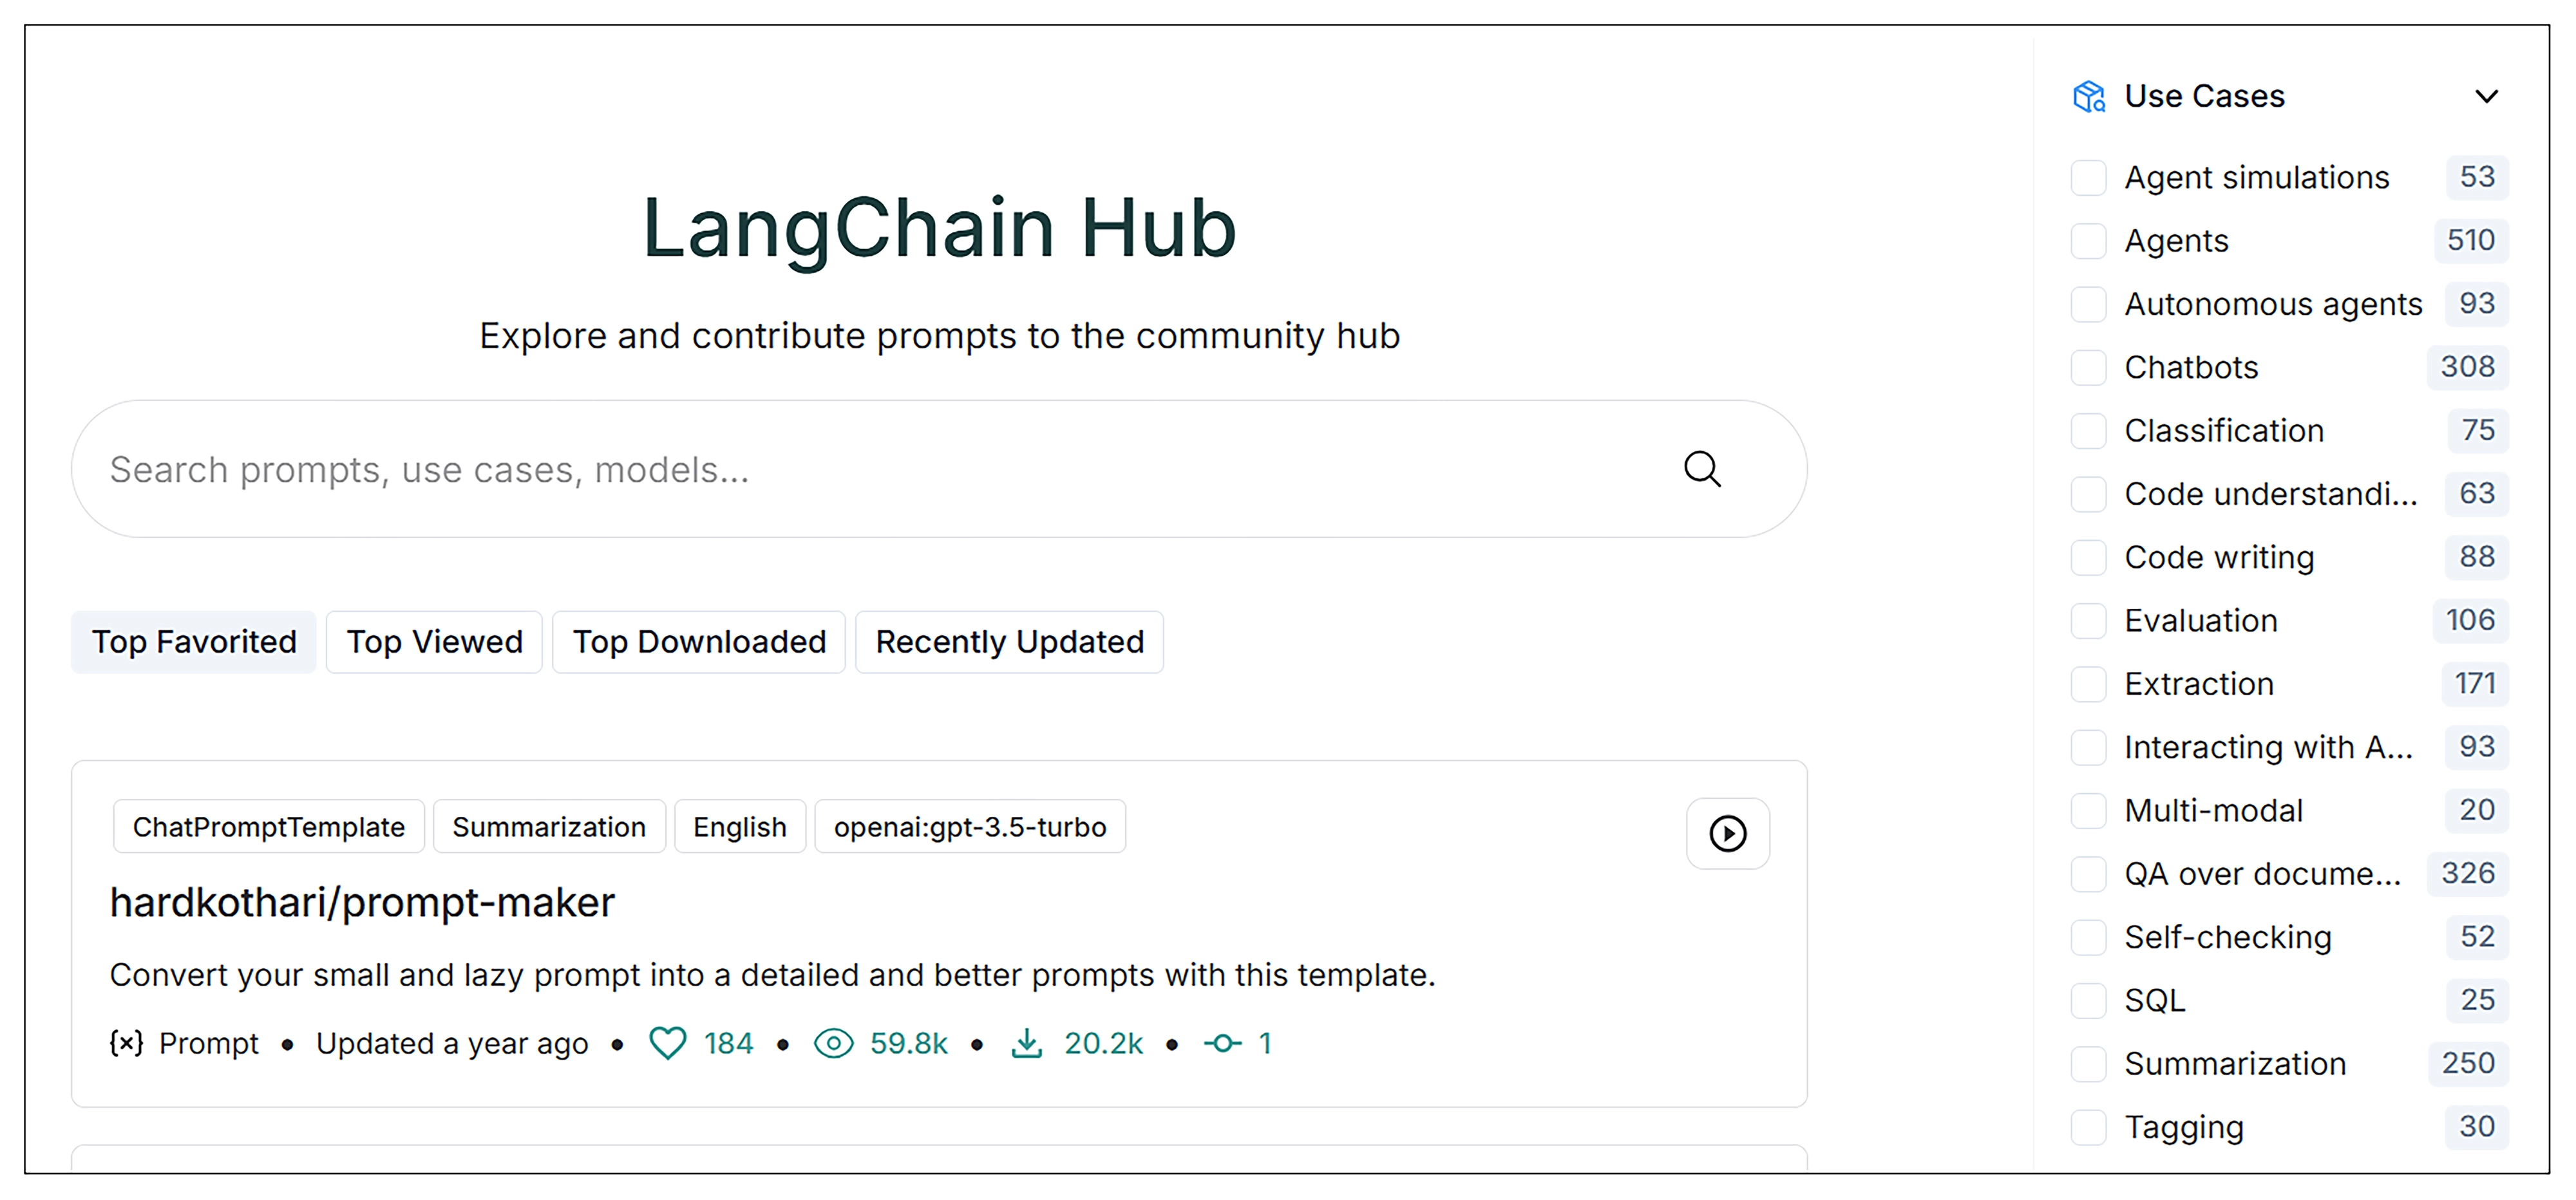 LangChain Hub
Explore and contribute prompts to the community hub
Search prompts, use cases, models...
Top Favorited Top Viewed Top Downloaded Recently Updated
ChatPromptTemplate Summarization English openai:gpt-3.5-turbo
hardkothari/prompt-maker
Convert your small and lazy prompt into a detailed and better prompts with this template.
{x} Prompt • Updated a year ago • 184 • 59.8k • 20.2k • 1
Use Cases
Agent simulations 53
Agents 510
Autonomous agents 93
Chatbots 308
Classification 75
Code understandi... 63
Code writing 88
Evaluation 106
Extraction 171
Interacting with A... 93
Multi-modal 20
QA over docume... 326
Self-checking 52
SQL 25
Summarization 250
Tagging 30